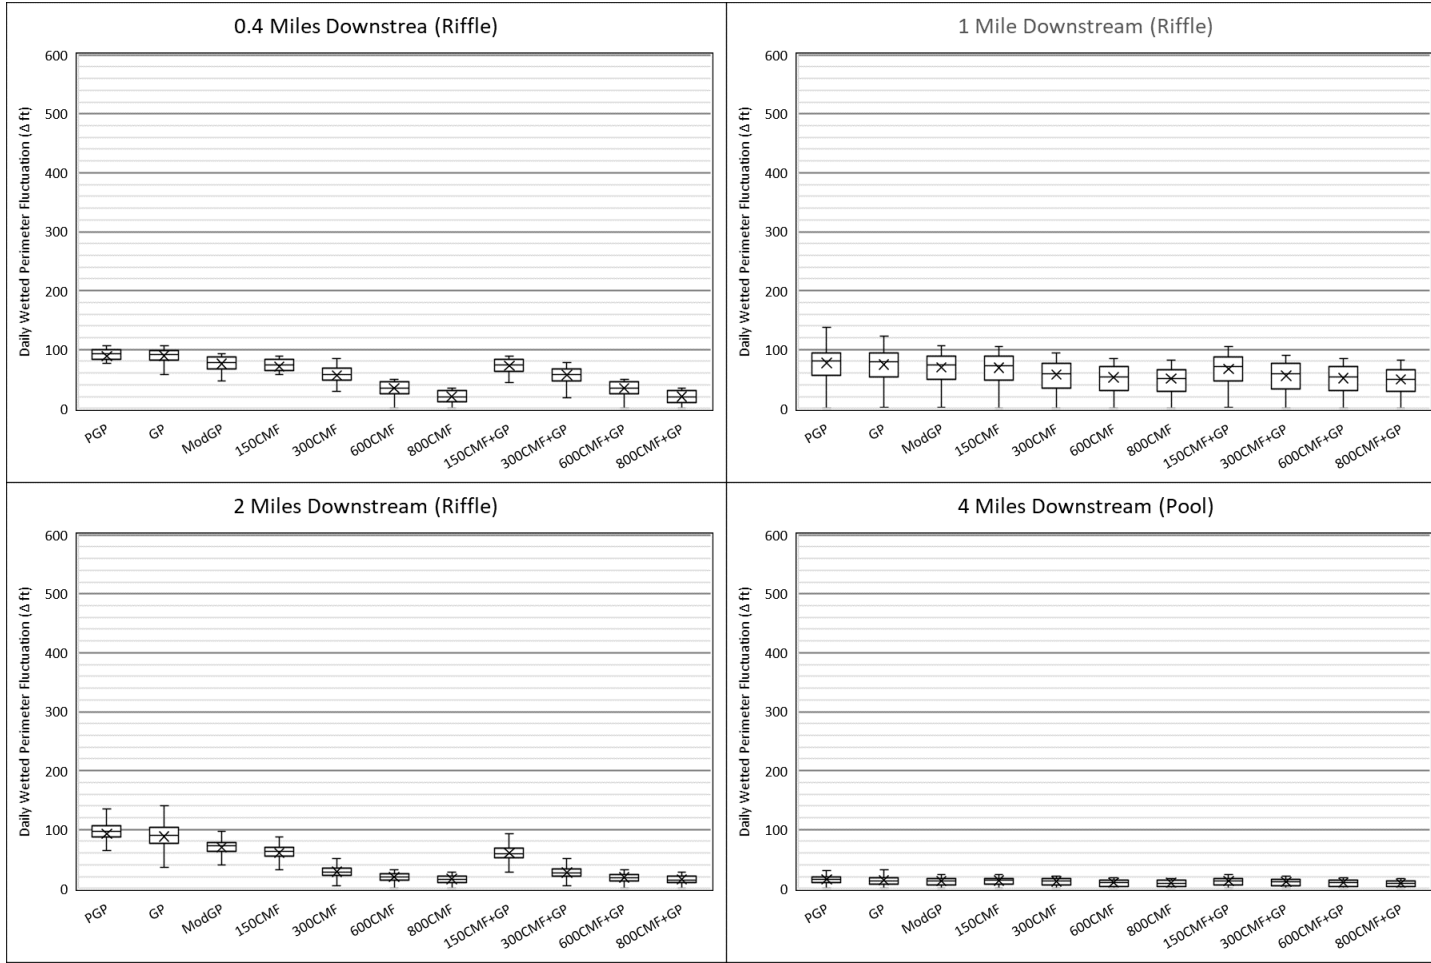 0.4 Miles Downstrea (Riffle)
Daily Wetted Perimeter Fluctuation (Δ ft)
600
500
400
300
200
100
0
PGP
GP
ModGP
150CMF
300CMF
600CMF
800CMF
150CMF+GP
300CMF+GP
600CMF+GP
800CMF+GP
1 Mile Downstream (Riffle)
Daily Wetted Perimeter Fluctuation (Δ ft)
600
500
400
300
200
100
0
PGP
GP
ModGP
150CMF
300CMF
600CMF
800CMF
150CMF+GP
300CMF+GP
600CMF+GP
800CMF+GP
2 Miles Downstream (Riffle)
Daily Wetted Perimeter Fluctuation (Δ ft)
600
500
400
300
200
100
0
PGP
GP
ModGP
150CMF
300CMF
600CMF
800CMF
150CMF+GP
300CMF+GP
600CMF+GP
800CMF+GP
4 Miles Downstream (Pool)
Daily Wetted Perimeter Fluctuation (Δ ft)
600
500
400
300
200
100
0
PGP
GP
ModGP
150CMF
300CMF
600CMF
800CMF
150CMF+GP
300CMF+GP
600CMF+GP
800CMF+GP